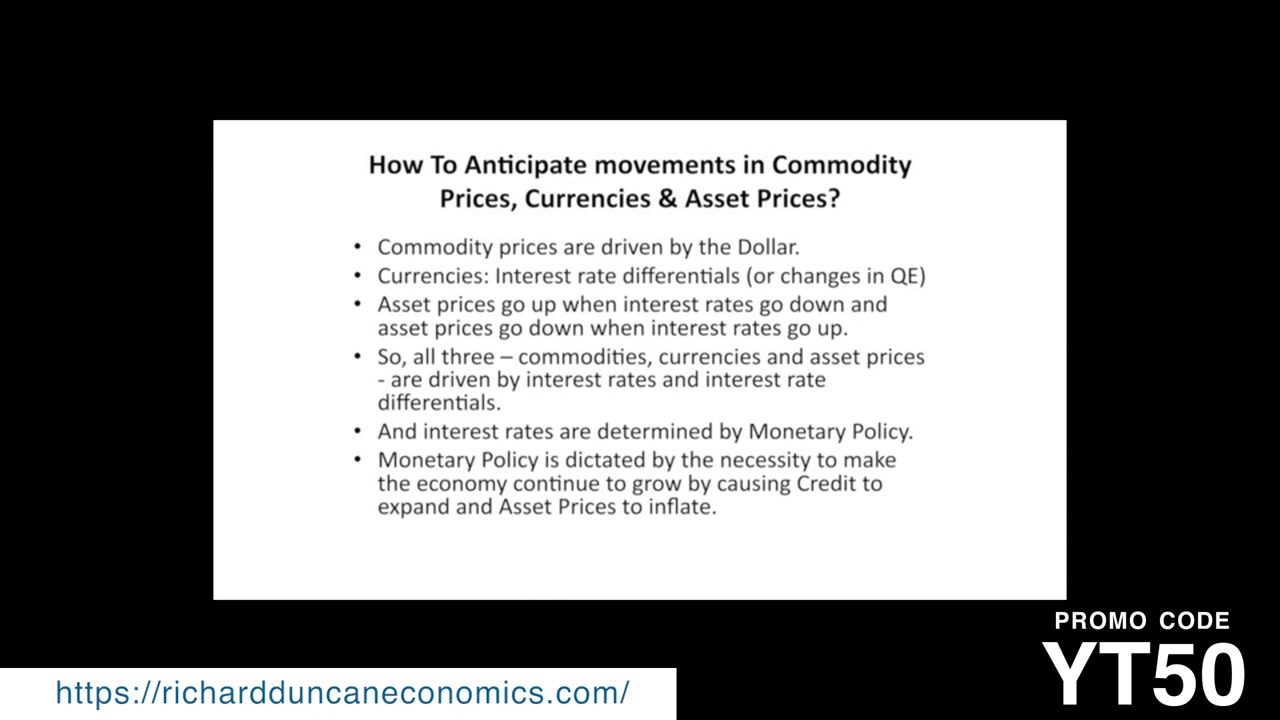 How To Anticipate movements in Commodity
Prices, Currencies & Asset Prices?
• Commodity prices are driven by the Dollar.
• Currencies: Interest rate differentials (or changes in QE)
• Asset prices go up when interest rates go down and
asset prices go down when interest rates go up.
• So, all three – commodities, currencies and asset prices
- are driven by interest rates and interest rate
differentials.
• And interest rates are determined by Monetary Policy.
• Monetary Policy is dictated by the necessity to make
the economy continue to grow by causing Credit to
expand and Asset Prices to inflate.
PROMO CODE
YT50
https://richardduncaneconomics.com/